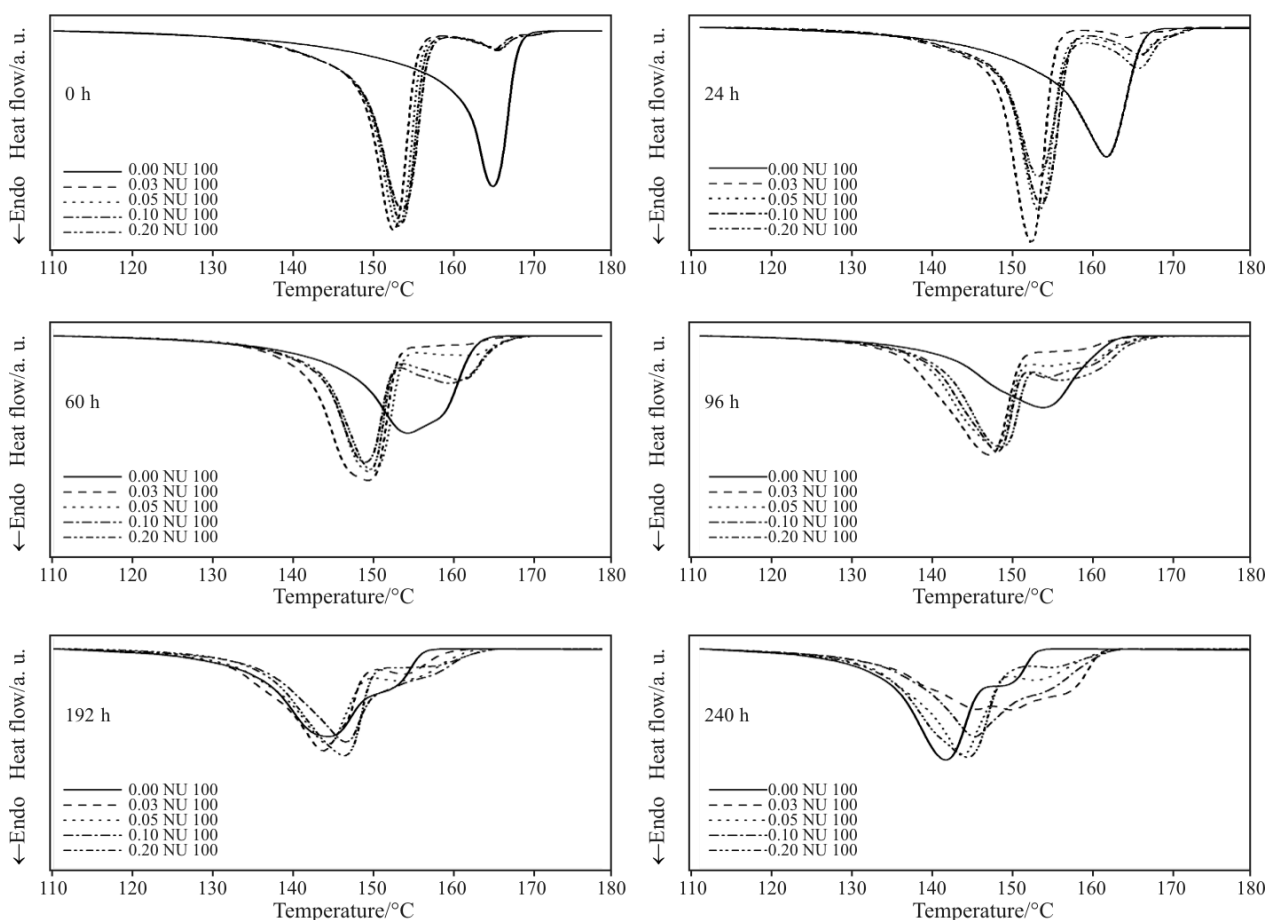 Heat flow/a. u.
←Endo
0 h
0.00 NU 100
0.03 NU 100
0.05 NU 100
0.10 NU 100
0.20 NU 100
110 120 130 140 150 160 170 180
Temperature/°C
Heat flow/a. u.
←Endo
24 h
0.00 NU 100
0.03 NU 100
0.05 NU 100
0.10 NU 100
0.20 NU 100
110 120 130 140 150 160 170 180
Temperature/°C
Heat flow/a. u.
←Endo
60 h
0.00 NU 100
0.03 NU 100
0.05 NU 100
0.10 NU 100
0.20 NU 100
110 120 130 140 150 160 170 180
Temperature/°C
Heat flow/a. u.
←Endo
96 h
0.00 NU 100
0.03 NU 100
0.05 NU 100
0.10 NU 100
0.20 NU 100
110 120 130 140 150 160 170 180
Temperature/°C
Heat flow/a. u.
←Endo
192 h
0.00 NU 100
0.03 NU 100
0.05 NU 100
0.10 NU 100
0.20 NU 100
110 120 130 140 150 160 170 180
Temperature/°C
Heat flow/a. u.
←Endo
240 h
0.00 NU 100
0.03 NU 100
0.05 NU 100
0.10 NU 100
0.20 NU 100
110 120 130 140 150 160 170 180
Temperature/°C